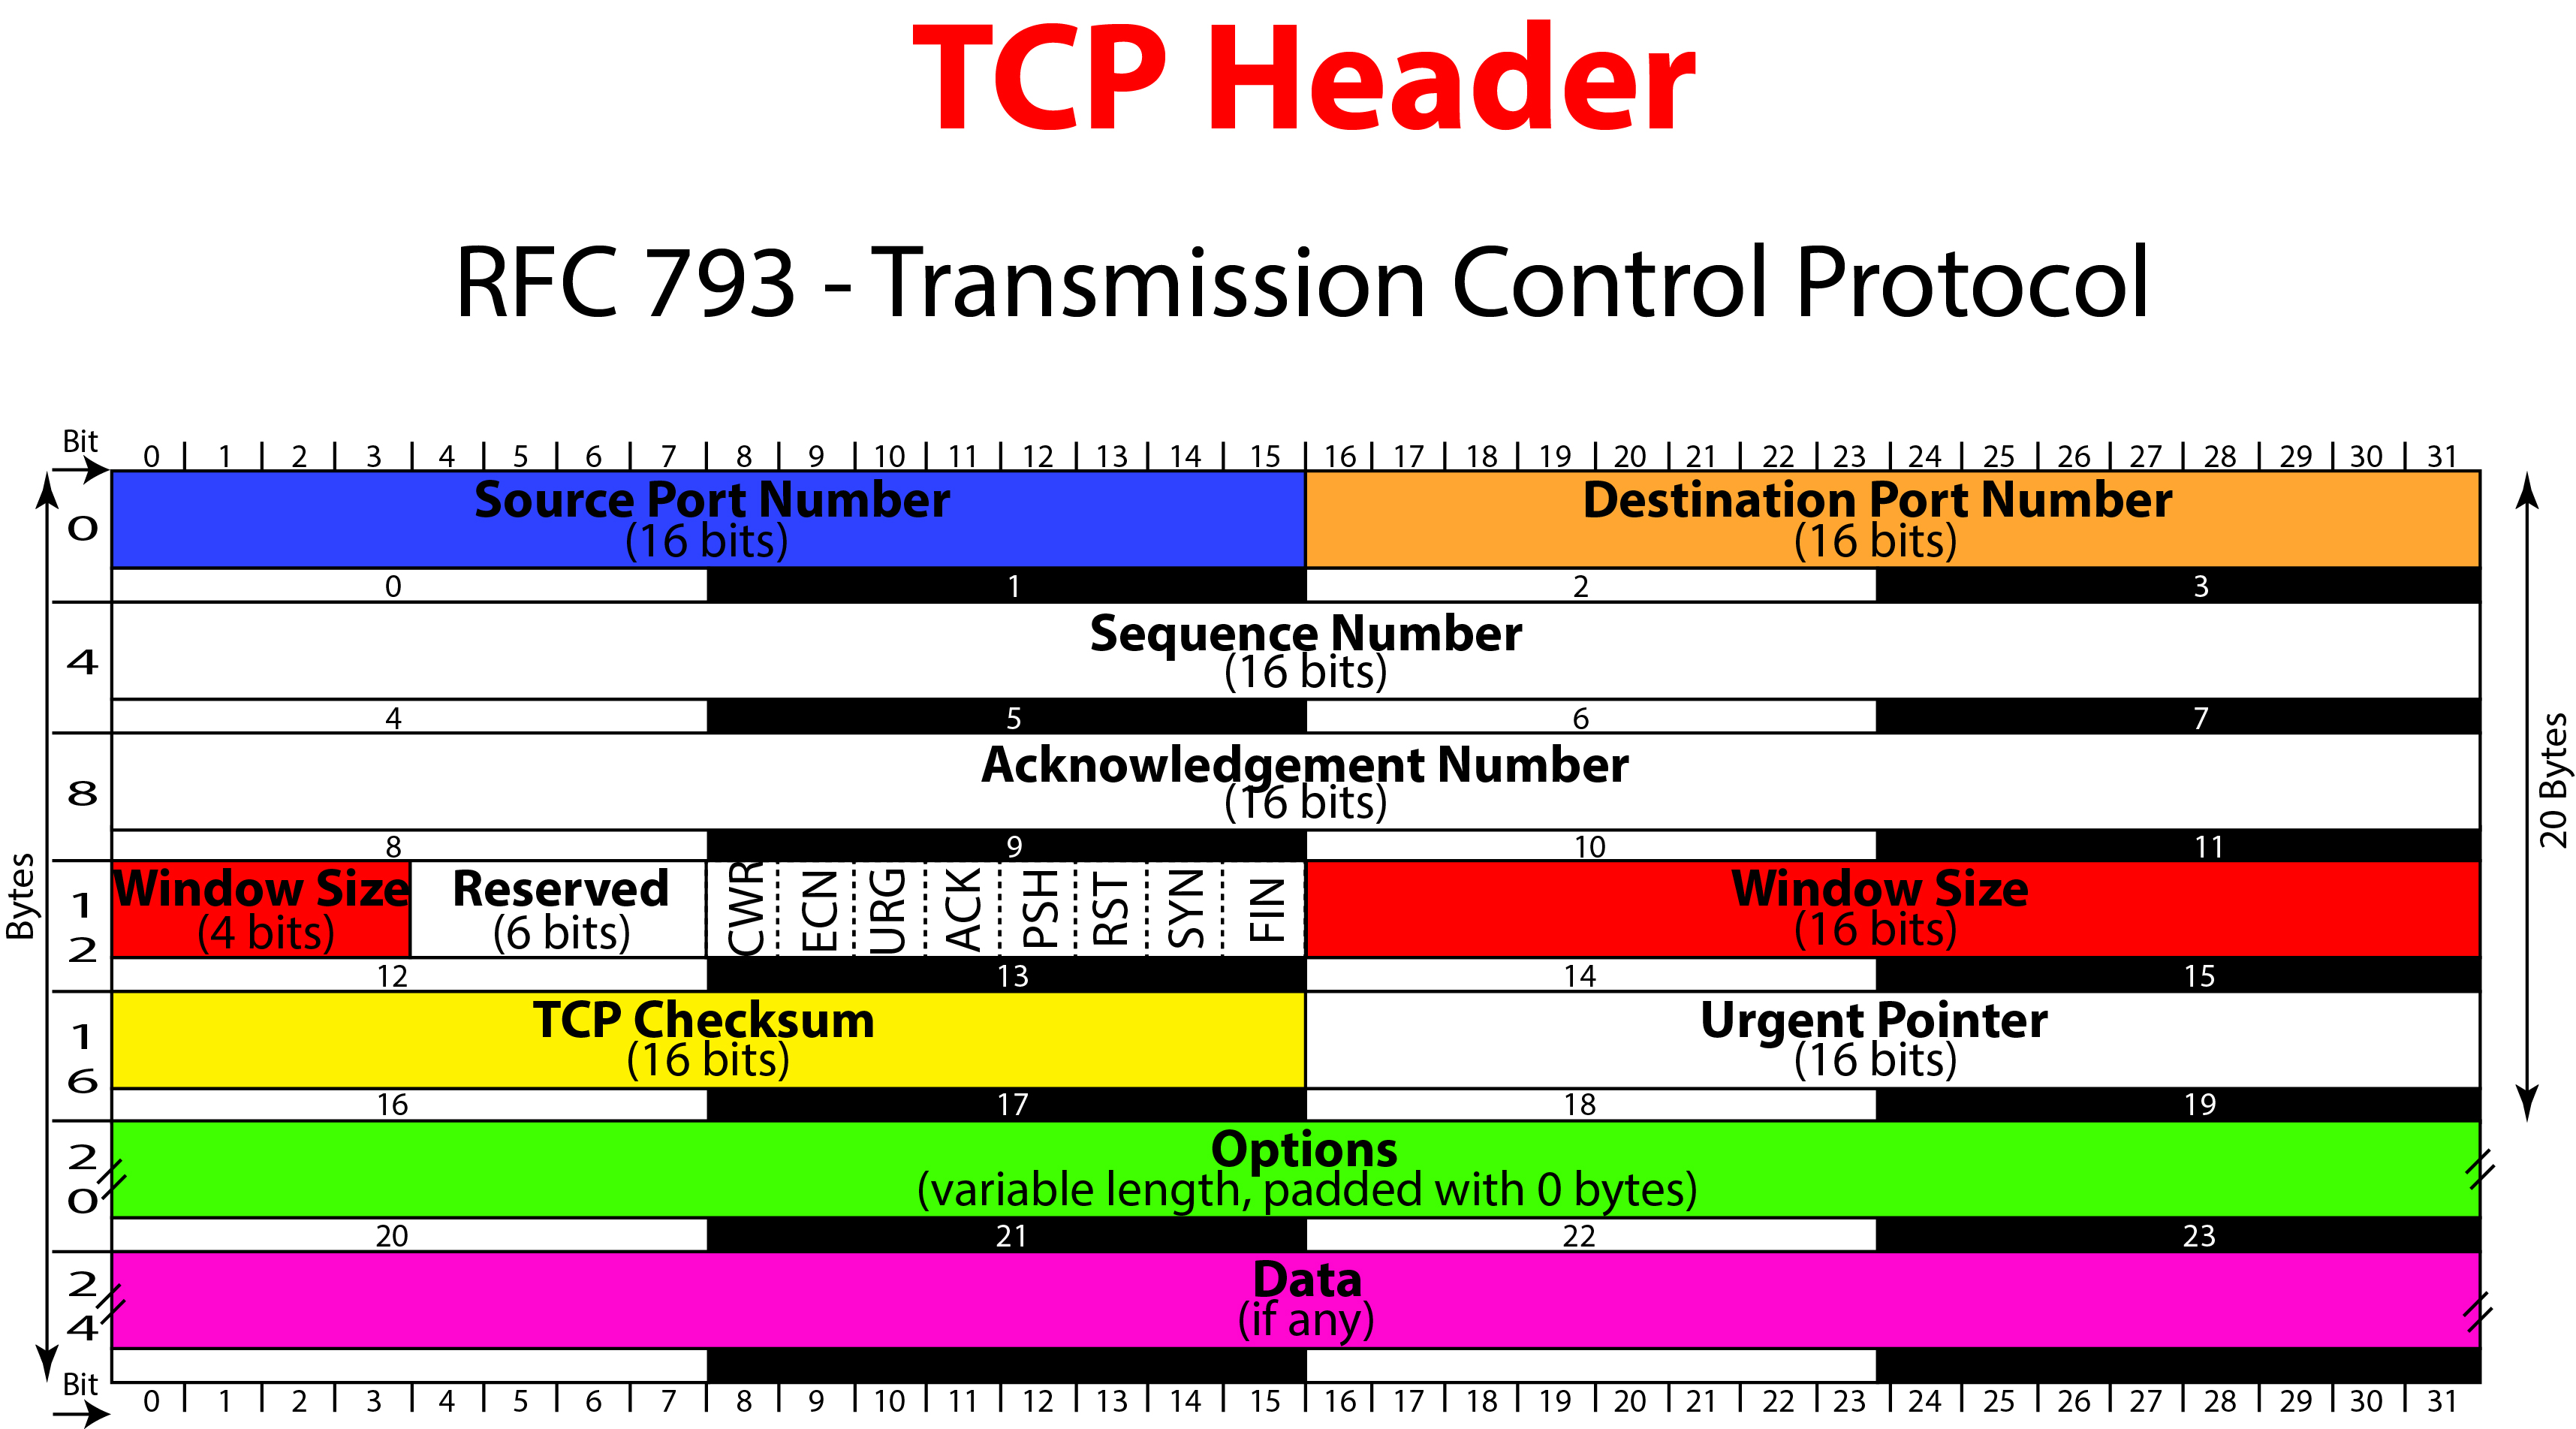 TCP Header
RFC 793 - Transmission Control Protocol
Bit
0 1 2 3 4 5 6 7 8 9 10 11 12 13 14 15 16 17 18 19 20 21 22 23 24 25 26 27 28 29 30 31
Bytes
20 Bytes
0
Source Port Number
(16 bits)
Destination Port Number
(16 bits)
0 1 2 3
4
Sequence Number
(16 bits)
4 5 6 7
8
Acknowledgement Number
(16 bits)
8 9 10 11
12
Window Size
(4 bits)
Reserved
(6 bits)
CWR
ECN
URG
ACK
PSH
RST
SYN
FIN
Window Size
(16 bits)
12 13 14 15
16
TCP Checksum
(16 bits)
Urgent Pointer
(16 bits)
16 17 18 19
20
Options
(variable length, padded with 0 bytes)
20 21 22 23
24
Data
(if any)
Bit
0 1 2 3 4 5 6 7 8 9 10 11 12 13 14 15 16 17 18 19 20 21 22 23 24 25 26 27 28 29 30 31